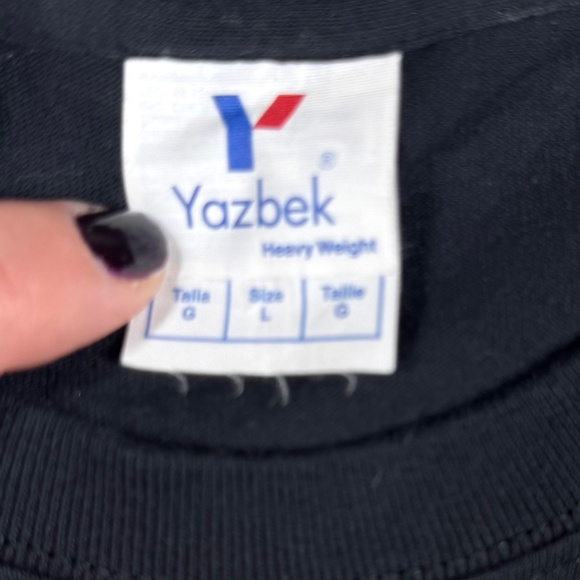 Y
®
Yazbek
Heavy Weight
Talla Size Taille
G L G